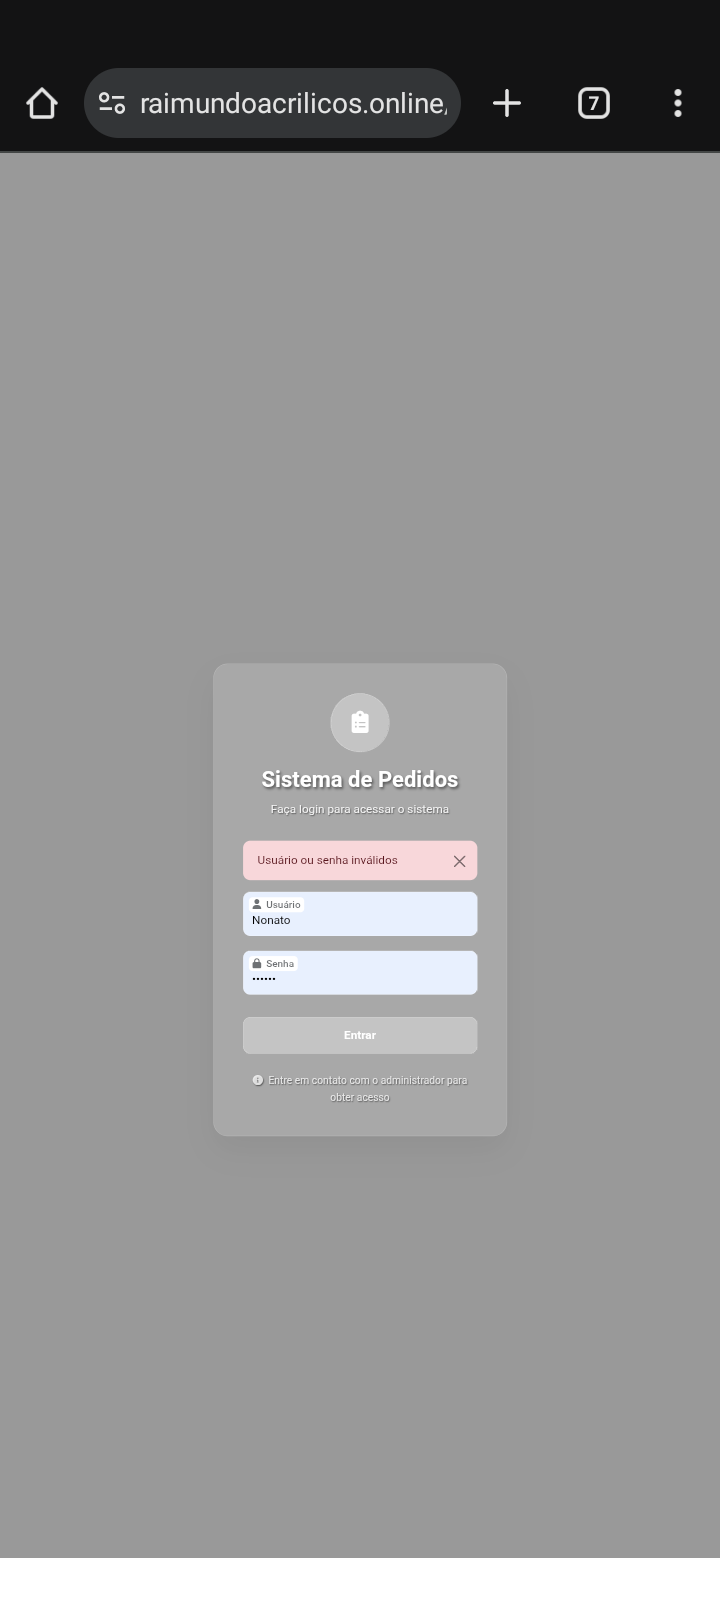 raimundoacrilicos.online
7
Sistema de Pedidos
Faça login para acessar o sistema
Usuário ou senha inválidos
Usuário
Nonato
Senha
••••••
Entrar
Entre em contato com o administrador para
obter acesso